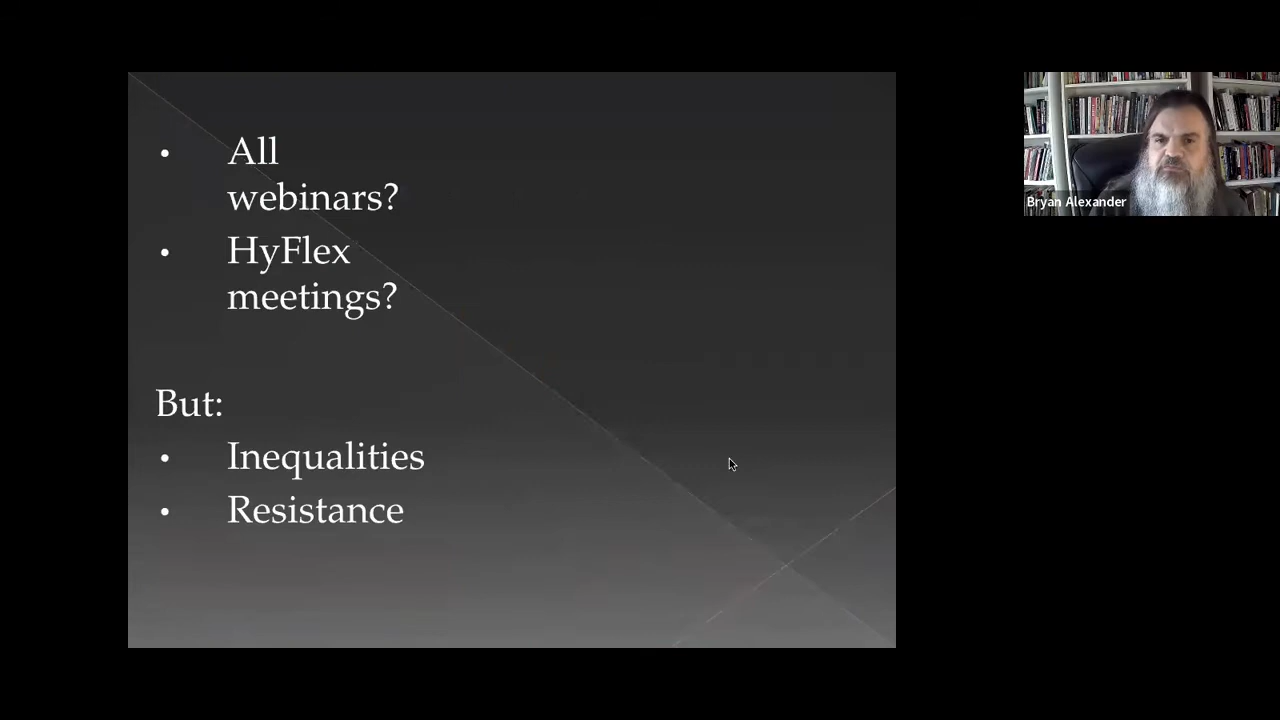 • All
webinars?
• HyFlex
meetings?
But:
• Inequalities
• Resistance
Bryan Alexander